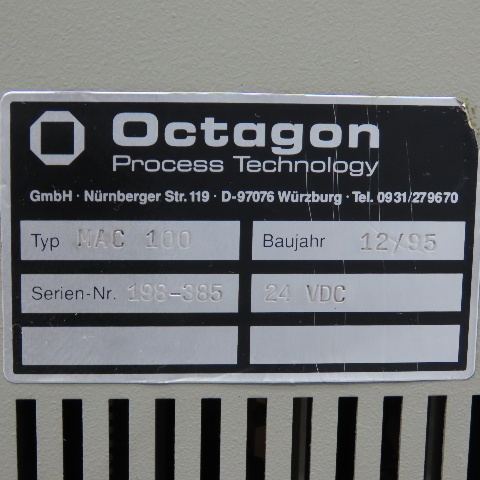 Octagon
Process Technology
GmbH · Nürnberger Str. 119 · D-97076 Würzburg · Tel. 0931/279670
Typ MAC 100 Baujahr 12/95
Serien-Nr. 198-385 24 VDC